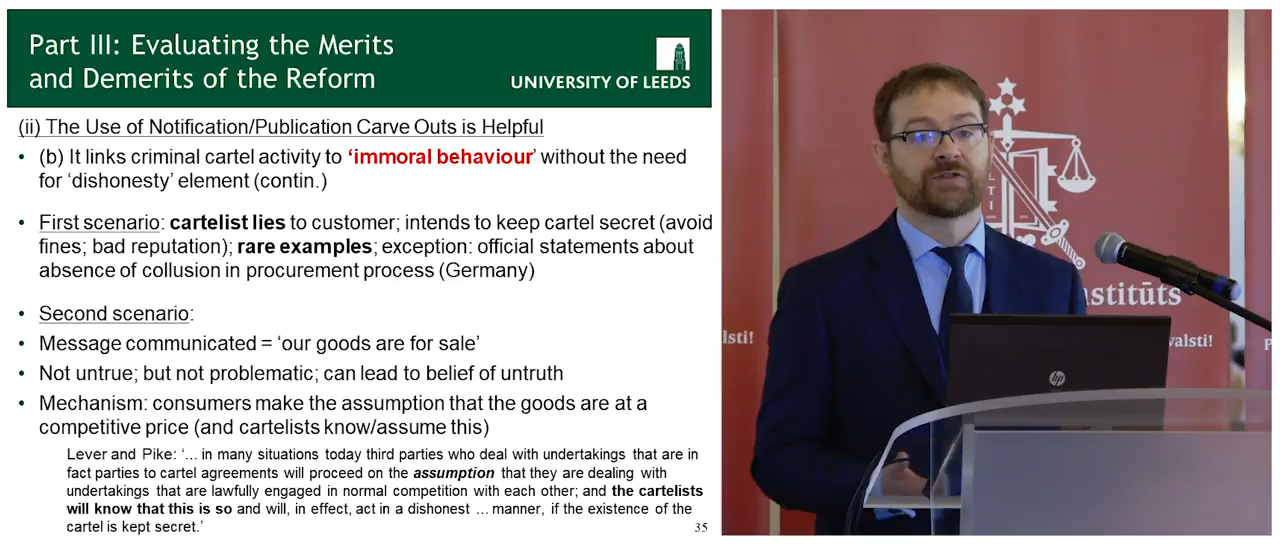 Part III: Evaluating the Merits
and Demerits of the Reform
UNIVERSITY OF LEEDS
(ii) The Use of Notification/Publication Carve Outs is Helpful
• (b) It links criminal cartel activity to ‘immoral behaviour’ without the need
for ‘dishonesty’ element (contin.)
• First scenario: cartelist lies to customer; intends to keep cartel secret (avoid
fines; bad reputation); rare examples; exception: official statements about
absence of collusion in procurement process (Germany)
• Second scenario:
• Message communicated = ‘our goods are for sale’
• Not untrue; but not problematic; can lead to belief of untruth
• Mechanism: consumers make the assumption that the goods are at a
competitive price (and cartelists know/assume this)
Lever and Pike: ‘... in many situations today third parties who deal with undertakings that are in
fact parties to cartel agreements will proceed on the assumption that they are dealing with
undertakings that are lawfully engaged in normal competition with each other; and the cartelists
will know that this is so and will, in effect, act in a dishonest ... manner, if the existence of the
cartel is kept secret.’
35
stitūts
lsti!
valsti!
hp